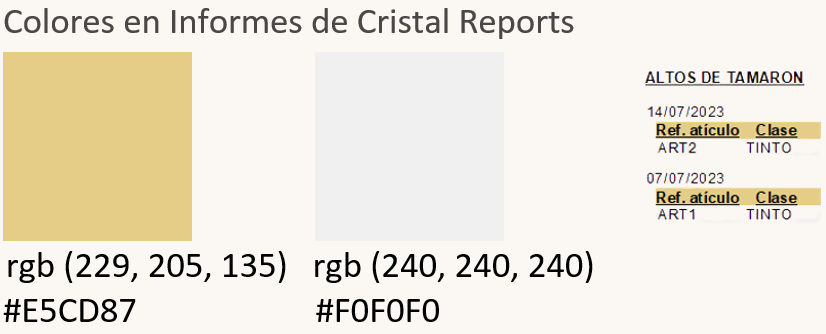 Colores en Informes de Cristal Reports
rgb (229, 205, 135)
#E5CD87
rgb (240, 240, 240)
#F0F0F0
ALTOS DE TAMARON
14/07/2023
Ref. atículo Clase
ART2 TINTO
07/07/2023
Ref. atículo Clase
ART1 TINTO